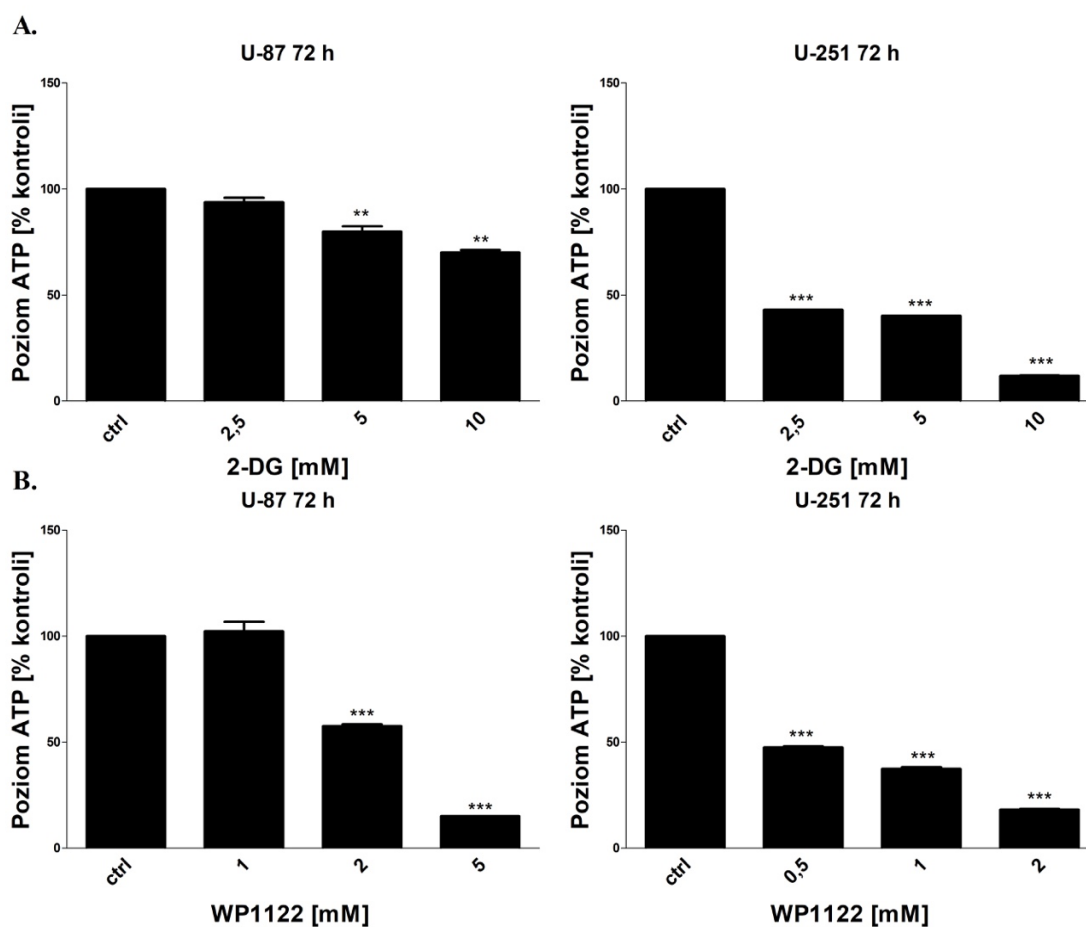 A.
U-87 72 h
Poziom ATP [% kontroli]
150
100
50
0
**
**
ctrl
2,5
5
10
2-DG [mM]
U-251 72 h
Poziom ATP [% kontroli]
150
100
50
0
***
***
***
ctrl
2,5
5
10
2-DG [mM]
B.
U-87 72 h
Poziom ATP [% kontroli]
150
100
50
0
***
***
ctrl
1
2
5
WP1122 [mM]
U-251 72 h
Poziom ATP [% kontroli]
150
100
50
0
***
***
***
ctrl
0,5
1
2
WP1122 [mM]